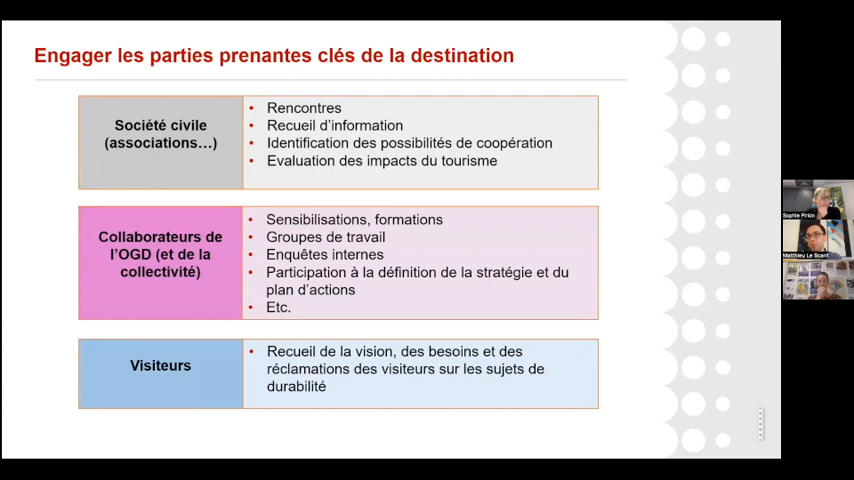 Engager les parties prenantes clés de la destination
Société civile
(associations…)
• Rencontres
• Recueil d'information
• Identification des possibilités de coopération
• Evaluation des impacts du tourisme
Collaborateurs de
l'OGD (et de la
collectivité)
• Sensibilisations, formations
• Groupes de travail
• Enquêtes internes
• Participation à la définition de la stratégie et du
plan d'actions
• Etc.
Visiteurs
• Recueil de la vision, des besoins et des
réclamations des visiteurs sur les sujets de
durabilité
Sophie Pirkin
Matthieu Le Scanf